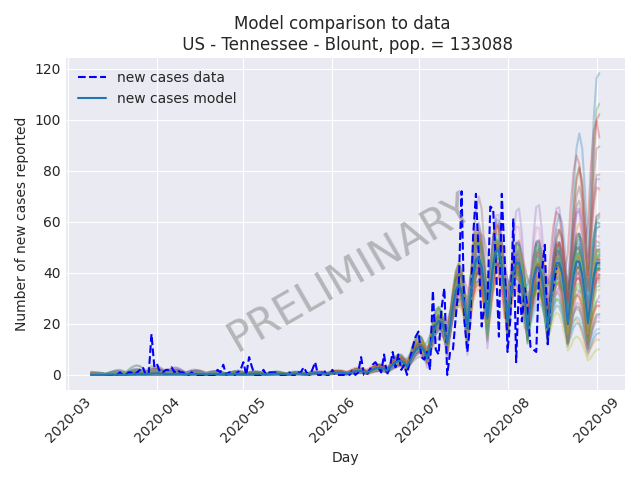 Model comparison to data
US - Tennessee - Blount, pop. = 133088
120
100
80
60
40
20
0
Number of new cases reported
new cases data
new cases model
PRELIMINARY
2020-03
2020-04
2020-05
2020-06
2020-07
2020-08
2020-09
Day